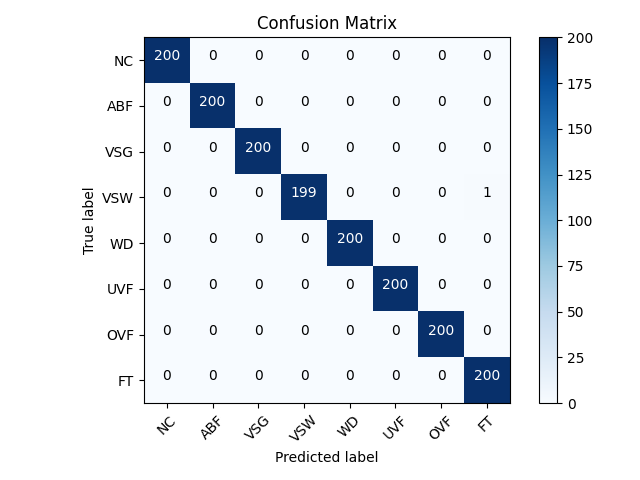 Confusion Matrix
NC 200 0 0 0 0 0 0 0
ABF 0 200 0 0 0 0 0 0
VSG 0 0 200 0 0 0 0 0
VSW 0 0 0 199 0 0 0 1
WD 0 0 0 0 200 0 0 0
UVF 0 0 0 0 0 200 0 0
OVF 0 0 0 0 0 0 200 0
FT 0 0 0 0 0 0 0 200
NC ABF VSG VSW WD UVF OVF FT
True label
Predicted label
200
175
150
125
100
75
50
25
0